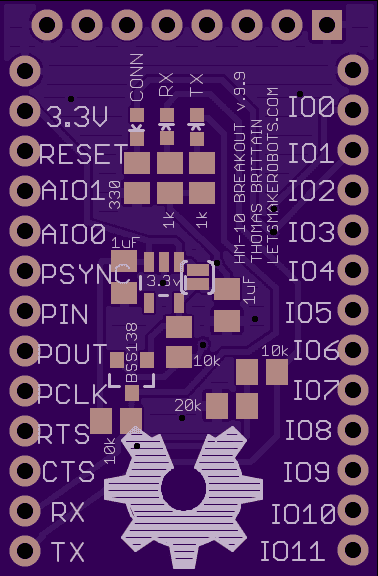 CONN
RX
TX
HM-10 BREAKOUT v.9.9
THOMAS BRITTAIN
LETSMAKEROBOTS.COM
3.3V
RESET
AIO1
AIO0
PSYNC
PIN
POUT
PCLK
RTS
CTS
RX
TX
330
1k
1k
1uF
3.3v
1uF
BSS138
10k
10k
20k
10k
IO0
IO1
IO2
IO3
IO4
IO5
IO6
IO7
IO8
IO9
IO10
IO11